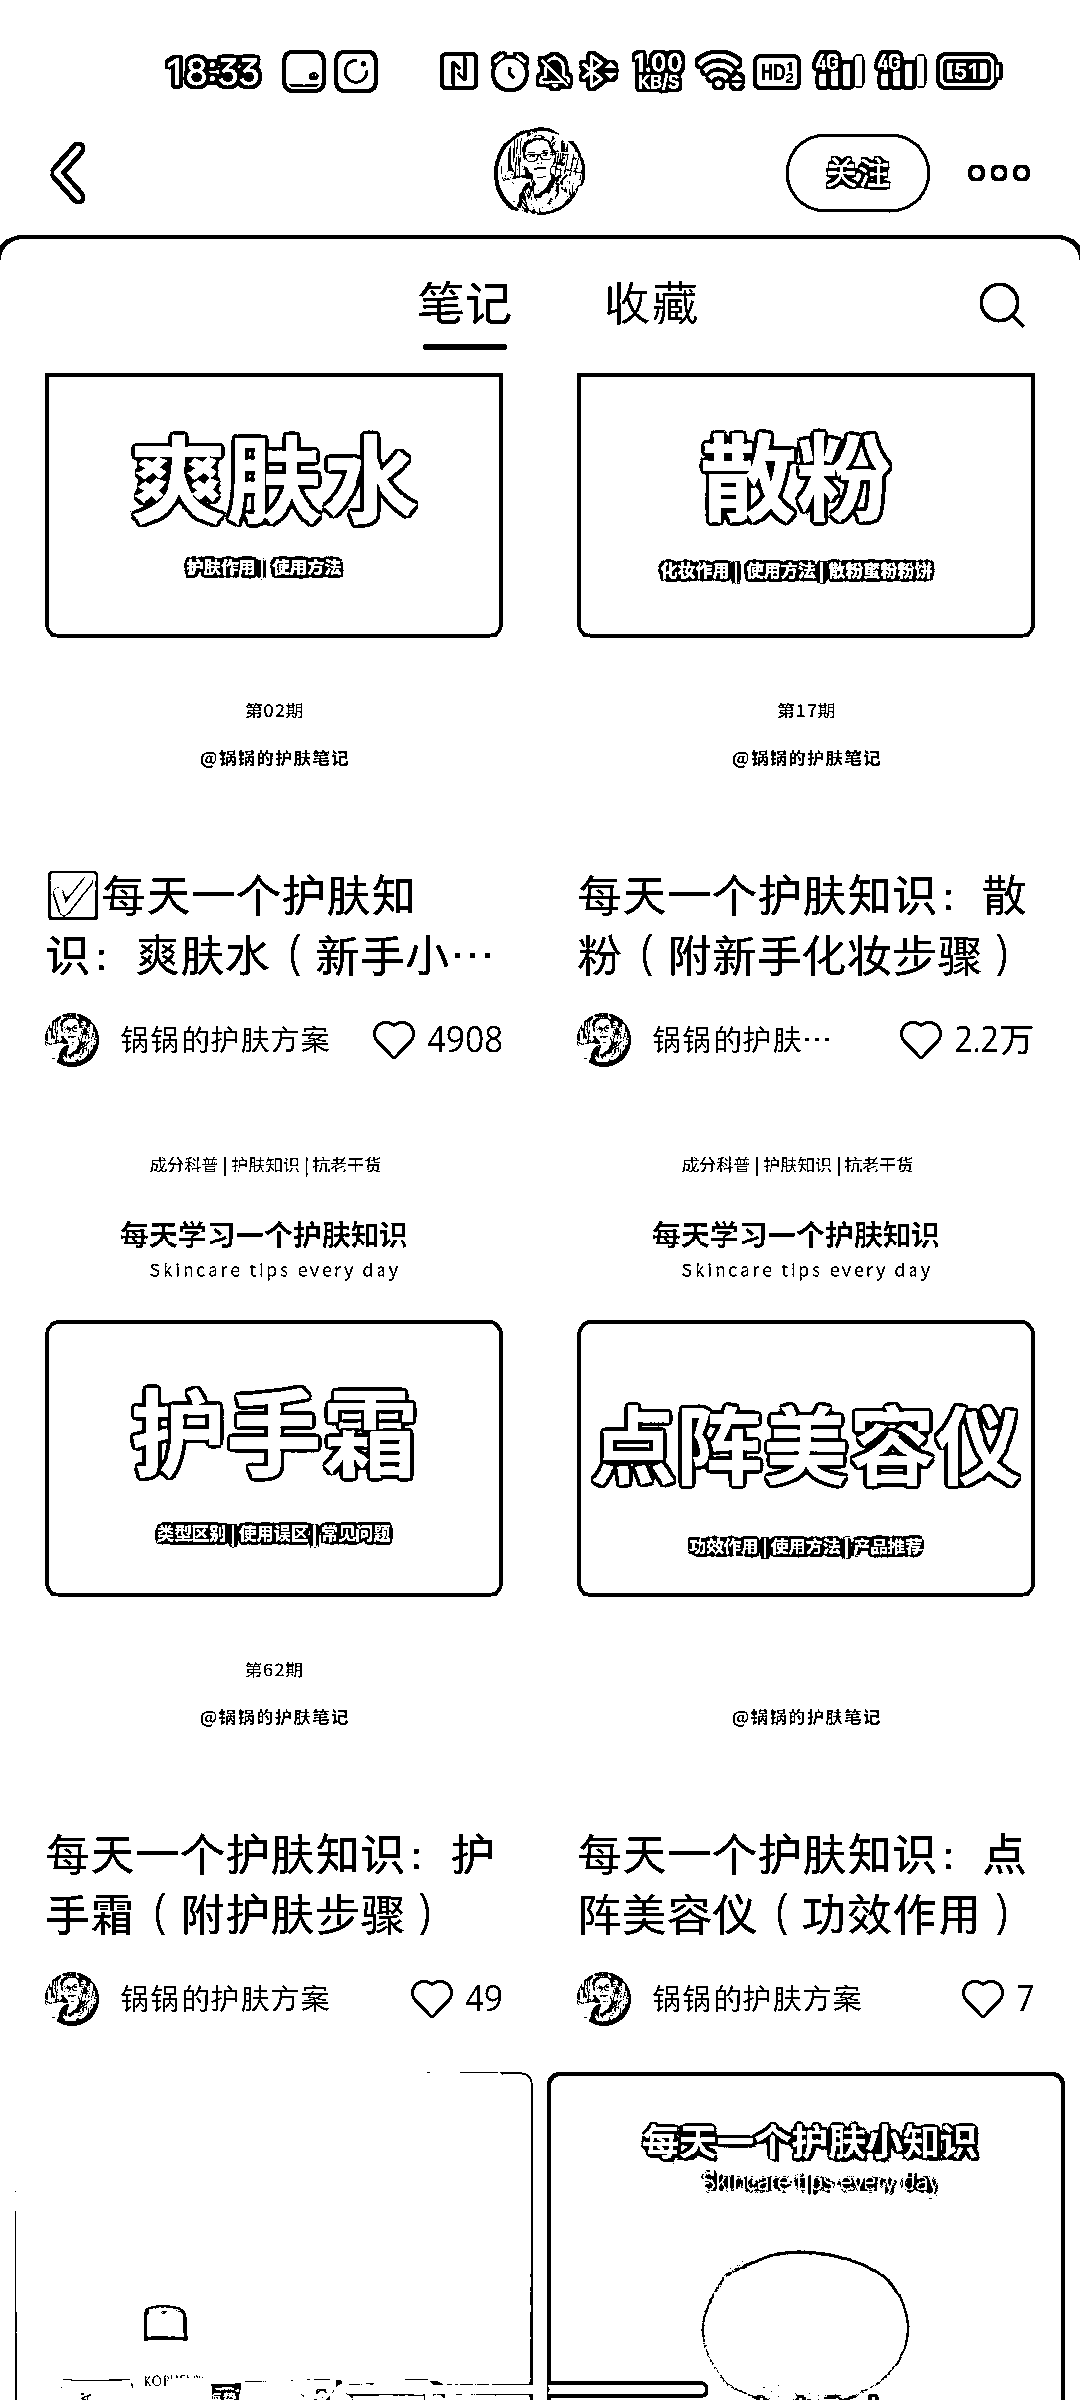 18:33
1.00 KB/S HD 1 2 4G 4G 51
关注
笔记 收藏
爽肤水
护肤作用 | 使用方法
第02期
@锅锅的护肤笔记
散粉
化妆作用 | 使用方法 | 散粉蜜粉粉饼
第17期
@锅锅的护肤笔记
☑每天一个护肤知
识：爽肤水（新手小…
锅锅的护肤方案 4908
每天一个护肤知识：散
粉（附新手化妆步骤）
锅锅的护肤… 2.2万
成分科普 | 护肤知识 | 抗老干货
每天学习一个护肤知识
Skincare tips every day
护手霜
类型区别 | 使用误区 | 常见问题
第62期
@锅锅的护肤笔记
成分科普 | 护肤知识 | 抗老干货
每天学习一个护肤知识
Skincare tips every day
点阵美容仪
功效作用 | 使用方法 | 产品推荐
@锅锅的护肤笔记
每天一个护肤知识：护
手霜（附护肤步骤）
锅锅的护肤方案 49
每天一个护肤知识：点
阵美容仪（功效作用）
锅锅的护肤方案 7
每天一个护肤小知识
Skincare tips every day